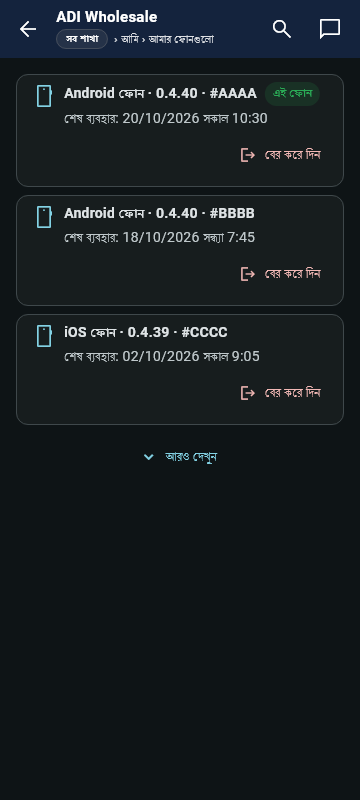 ADI Wholesale
সব শাখা › আমি › আমার ফোনগুলো
Android ফোন · 0.4.40 · #AAAA এই ফোন
শেষ ব্যবহার: 20/10/2026 সকাল 10:30
বের করে দিন
Android ফোন · 0.4.40 · #BBBB
শেষ ব্যবহার: 18/10/2026 সন্ধ্যা 7:45
বের করে দিন
iOS ফোন · 0.4.39 · #CCCC
শেষ ব্যবহার: 02/10/2026 সকাল 9:05
বের করে দিন
আরও দেখুন